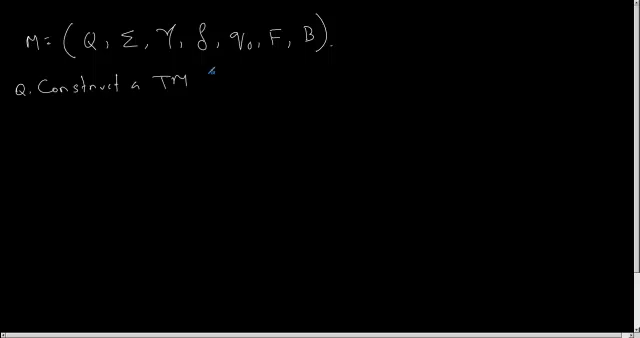 M = ( Q, Σ, γ, δ, q₀, F, B ).
Q. Construct a TM